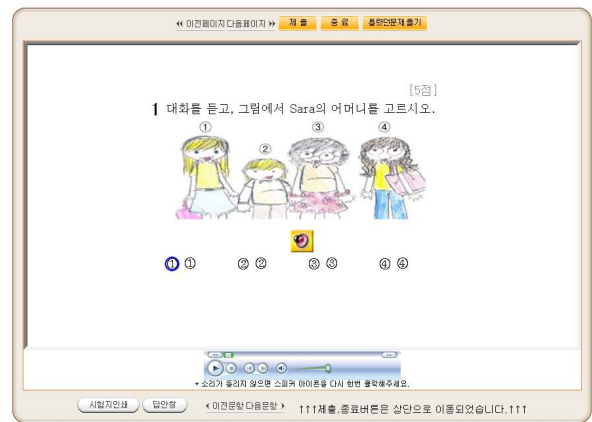 ◀◀ 이전페이지 다음페이지 ▶▶ 제 출 종 료 틀렸던문제 풀기
[5점]
1 대화를 듣고, 그림에서 Sara의 어머니를 고르시오.
① ② ③ ④
① ① ② ② ③ ③ ④ ④
* 소리가 들리지 않으면 스피커 아이콘을 다시 한번 클릭해주세요.
시험지인쇄 답안창 ◀ 이전문항 다음문항 ▶ ↑↑↑제출,종료버튼은 상단으로 이동되었습니다.↑↑↑